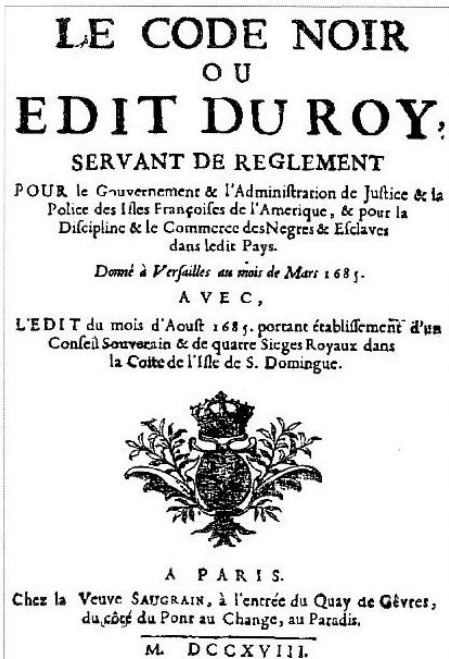 LE CODE NOIR
OU
EDIT DU ROY,
SERVANT DE REGLEMENT
POUR le Gouvernement & l'Adminiſtration de Juſtice & la
Police des Iſles Françoiſes de l'Amerique, & pour la
Diſcipline & le Commerce des Negres & Eſclaves
dans ledit Pays.
Donné à Verſailles au mois de Mars 1685.
AVEC,
L'EDIT du mois d'Aouſt 1685. portant établiſſement d'un
Conſeil Souverain & de quatre Sieges Royaux dans
la Coſte de l'Iſle de S. Domingue.
A PARIS.
Chez la Veuve SAUGRAIN, à l'entrée du Quay de Gêvres,
du côté du Pont au Change, au Paradis.
M. DCCXVIII.